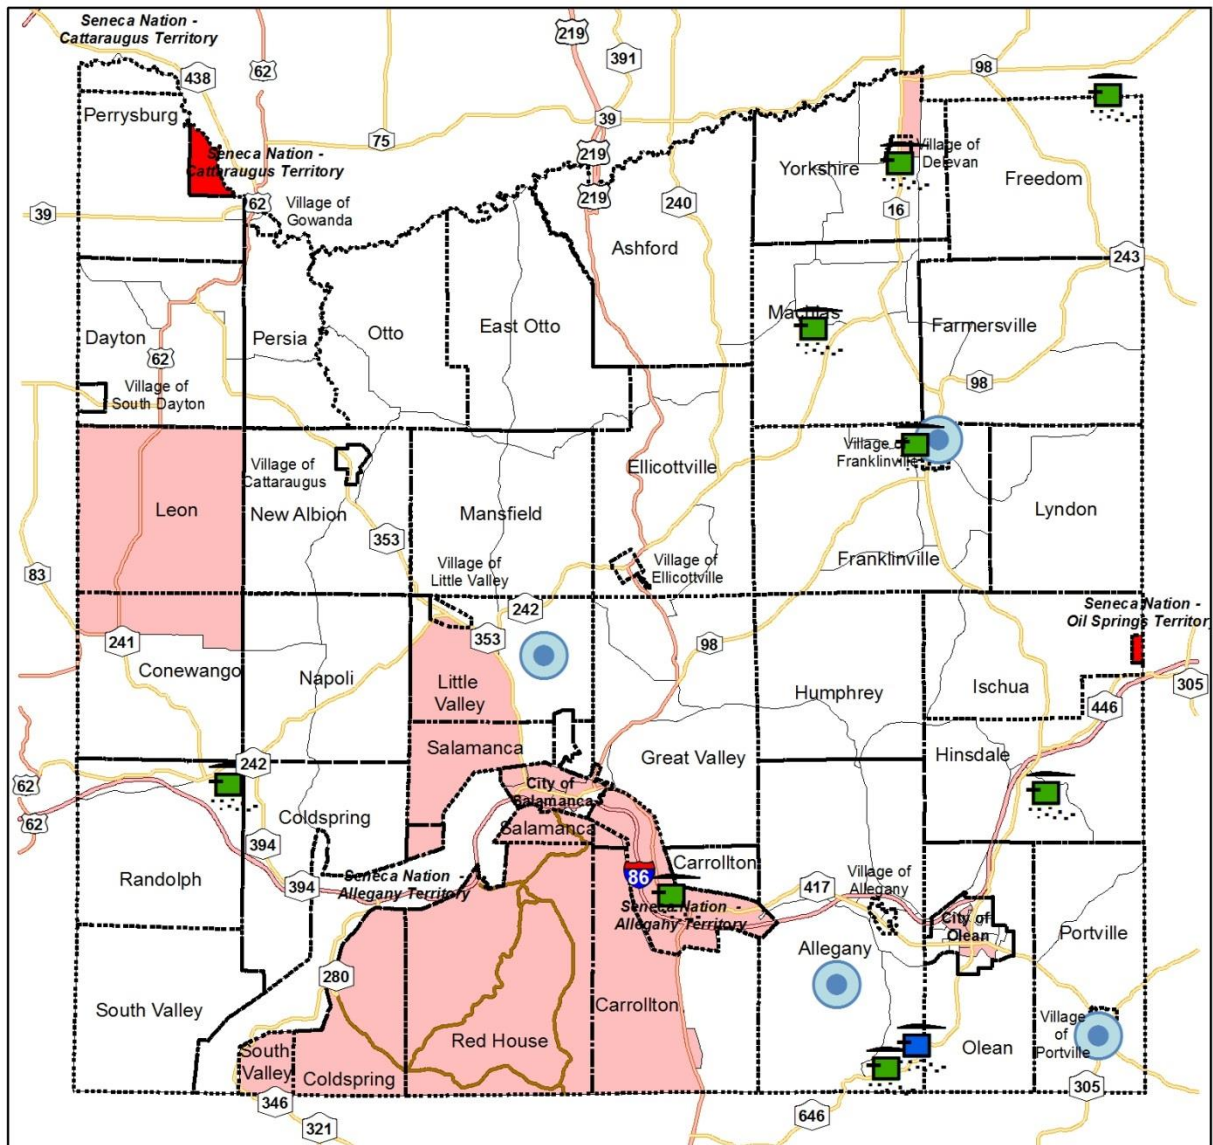 Seneca Nation -
Cattaraugus Territory
219
391
438
62
98
39
75
Perrysburg
Seneca Nation -
Cattaraugus Territory
219
Village of
Delevan
Yorkshire
Freedom
39
62
Village of
Gowanda
219
240
16
Ashford
243
Machias
Dayton
Persia
Otto
East Otto
Farmersville
62
98
Village of
South Dayton
Village of
Cattaraugus
Ellicottville
Village of
Franklinville
Leon
New Albion
Mansfield
Lyndon
353
Village of
Little Valley
Village of
Ellicottville
Franklinville
83
242
Seneca Nation -
Oil Springs Territory
241
353
98
Conewango
Napoli
Little
Valley
Humphrey
Ischua
305
446
Salamanca
Great Valley
Hinsdale
62
242
City of
Salamanca
62
Coldspring
Salamanca
394
Carrollton
Randolph
394
Seneca Nation -
Allegany Territory
86
417
Village of
Allegany
Seneca Nation -
Allegany Territory
City of
Olean
Portville
Allegany
280
South Valley
Carrollton
Red House
Village
of
Portville
Olean
South
Valley
Coldspring
305
346
321
646